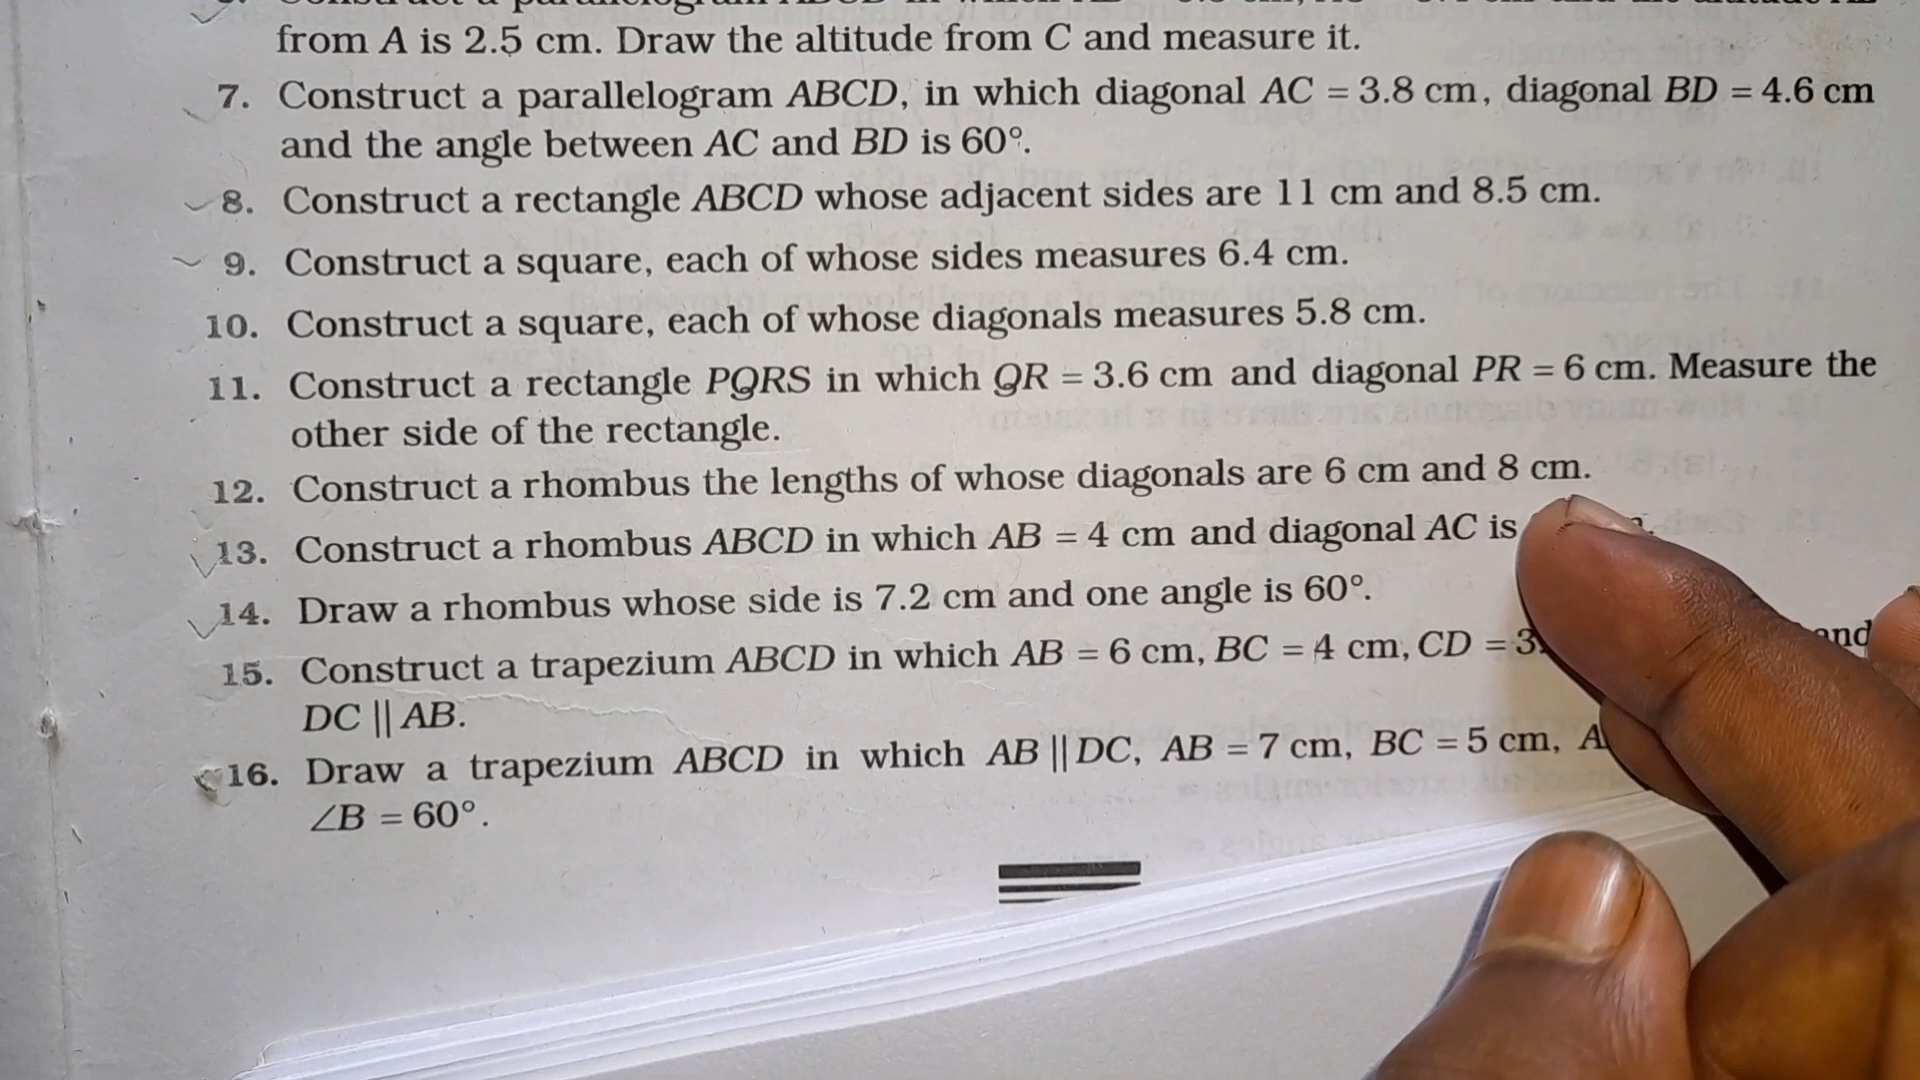 from A is 2.5 cm. Draw the altitude from C and measure it.
7. Construct a parallelogram ABCD, in which diagonal AC = 3.8 cm, diagonal BD = 4.6 cm
and the angle between AC and BD is 60°.
8. Construct a rectangle ABCD whose adjacent sides are 11 cm and 8.5 cm.
9. Construct a square, each of whose sides measures 6.4 cm.
10. Construct a square, each of whose diagonals measures 5.8 cm.
11. Construct a rectangle PQRS in which QR = 3.6 cm and diagonal PR = 6 cm. Measure the
other side of the rectangle.
12. Construct a rhombus the lengths of whose diagonals are 6 cm and 8 cm.
13. Construct a rhombus ABCD in which AB = 4 cm and diagonal AC is
14. Draw a rhombus whose side is 7.2 cm and one angle is 60°.
15. Construct a trapezium ABCD in which AB = 6 cm, BC = 4 cm, CD = 3. and
DC || AB.
16. Draw a trapezium ABCD in which AB || DC, AB = 7 cm, BC = 5 cm,
∠B = 60°.